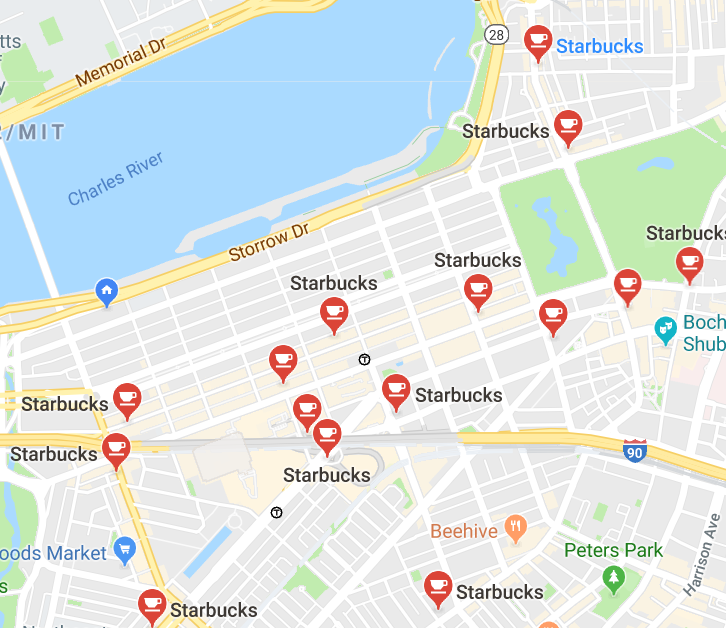 28
Starbucks
Memorial Dr
/MIT
Starbucks
Charles River
Storrow Dr
Starbucks
Starbucks
Starbucks
Boch
Shub
Starbucks
Starbucks
Starbucks
90
Starbucks
Beehive
oods Market
Peters Park
Harrison Ave
Starbucks
Starbucks